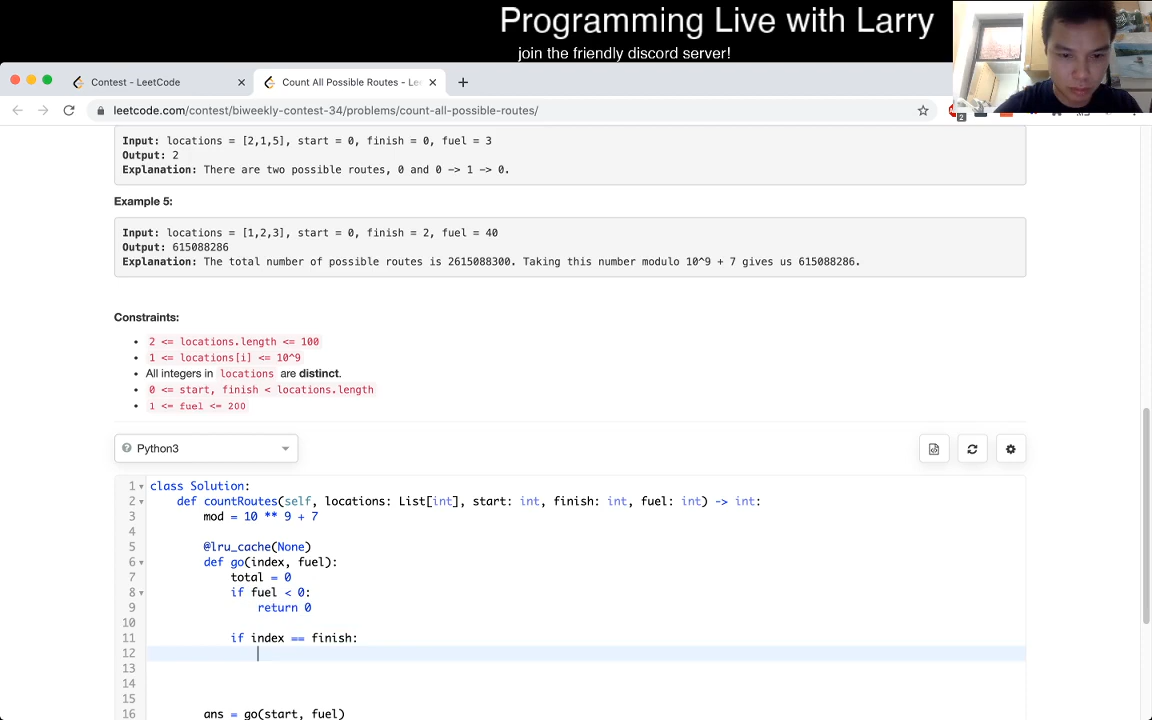 Programming Live with Larry
join the friendly discord server!
Contest - LeetCode
Count All Possible Routes - Le
leetcode.com/contest/biweekly-contest-34/problems/count-all-possible-routes/
2
Input: locations = [2,1,5], start = 0, finish = 0, fuel = 3
Output: 2
Explanation: There are two possible routes, 0 and 0 -> 1 -> 0.
Example 5:
Input: locations = [1,2,3], start = 0, finish = 2, fuel = 40
Output: 615088286
Explanation: The total number of possible routes is 2615088300. Taking this number modulo 10^9 + 7 gives us 615088286.
Constraints:
2 <= locations.length <= 100
1 <= locations[i] <= 10^9
All integers in locations are distinct.
0 <= start, finish < locations.length
1 <= fuel <= 200
Python3
1 class Solution:
2 def countRoutes(self, locations: List[int], start: int, finish: int, fuel: int) -> int:
3 mod = 10 ** 9 + 7
4
5 @lru_cache(None)
6 def go(index, fuel):
7 total = 0
8 if fuel < 0:
9 return 0
10
11 if index == finish:
12
13
14
15
16 ans = go(start, fuel)